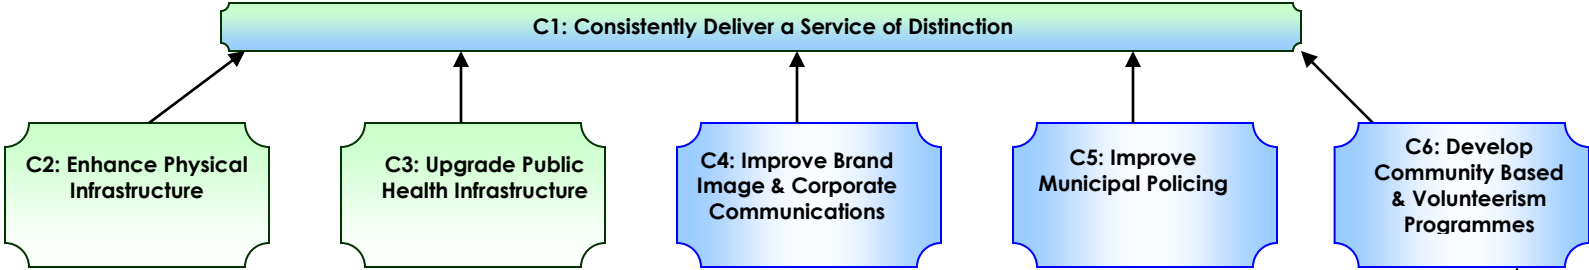 C1: Consistently Deliver a Service of Distinction
C2: Enhance Physical
Infrastructure
C3: Upgrade Public
Health Infrastructure
C4: Improve Brand
Image & Corporate
Communications
C5: Improve
Municipal Policing
C6: Develop
Community Based
& Volunteerism
Programmes